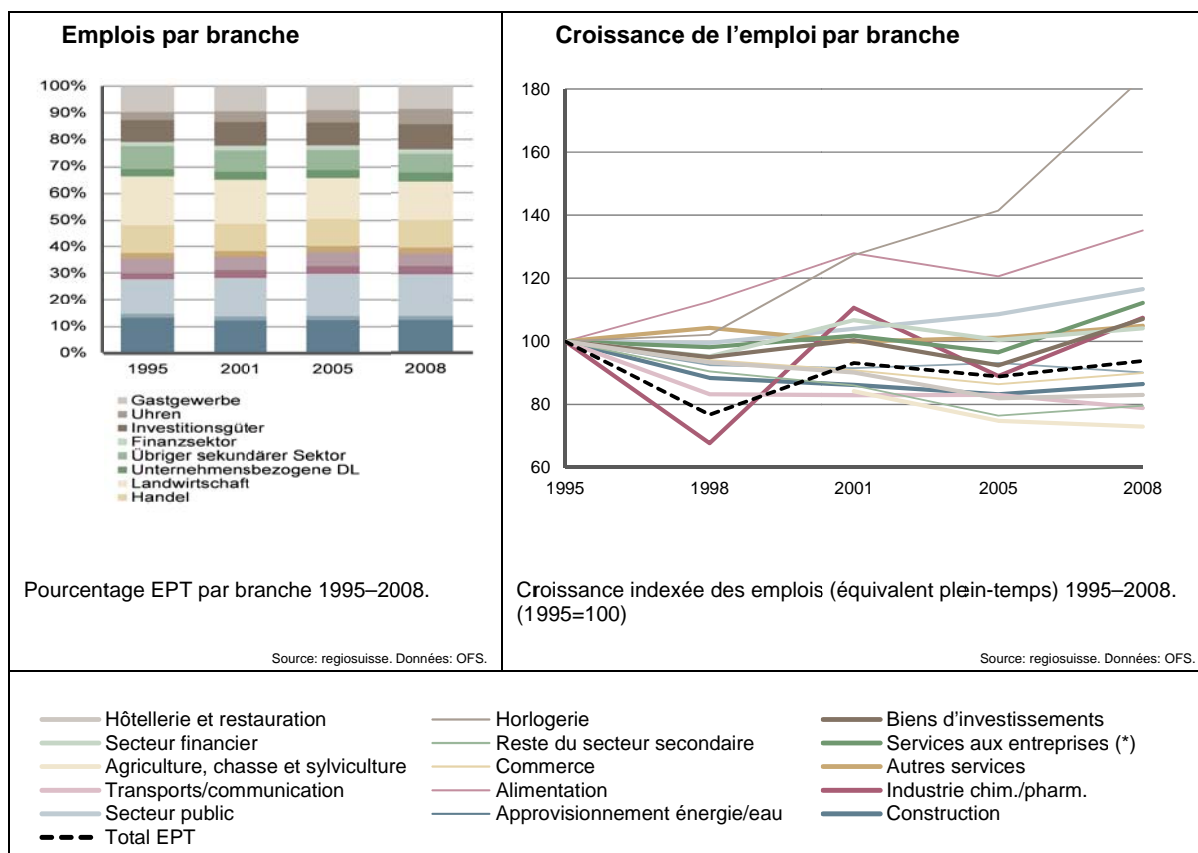 Emplois par branche
100%
90%
80%
70%
60%
50%
40%
30%
20%
10%
0%
1995 2001 2005 2008
Gastgewerbe
Uhren
Investitionsgüter
Finanzsektor
Übriger sekundärer Sektor
Unternehmensbezogene DL
Landwirtschaft
Handel
Pourcentage EPT par branche 1995–2008.
Source: regiosuisse. Données: OFS.
Croissance de l'emploi par branche
180
160
140
120
100
80
60
1995 1998 2001 2005 2008
Croissance indexée des emplois (équivalent plein-temps) 1995–2008.
(1995=100)
Source: regiosuisse. Données: OFS.
Hôtellerie et restauration Horlogerie Biens d'investissements
Secteur financier Reste du secteur secondaire Services aux entreprises (*)
Agriculture, chasse et sylviculture Commerce Autres services
Transports/communication Alimentation Industrie chim./pharm.
Secteur public Approvisionnement énergie/eau Construction
Total EPT